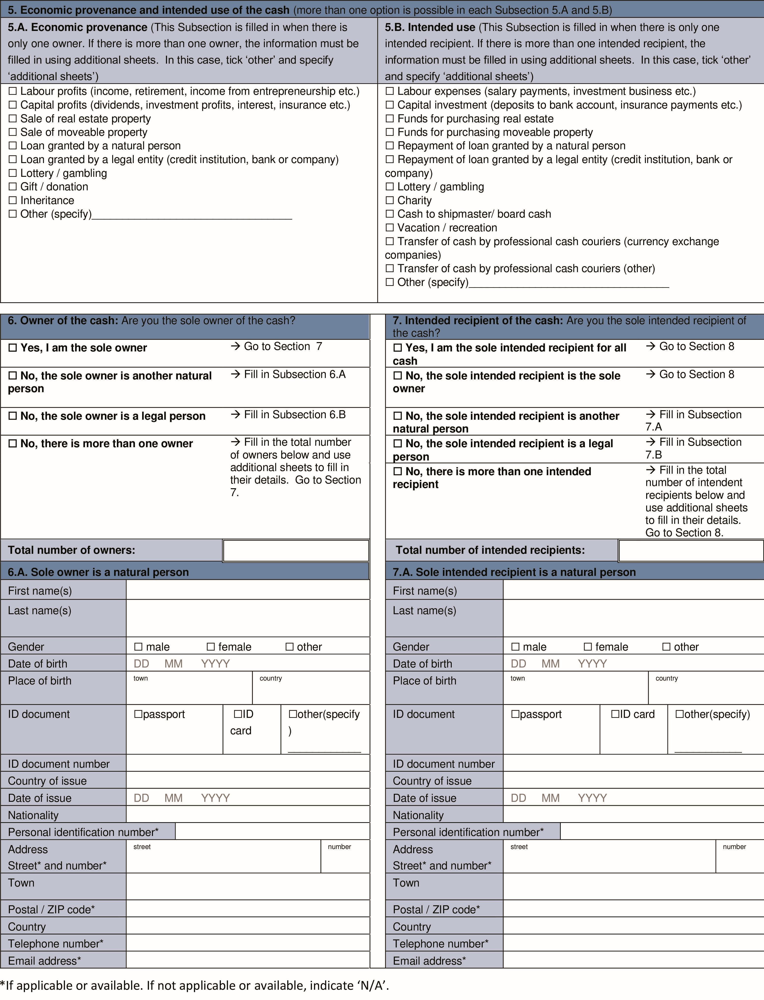 5. Economic provenance and intended use of the cash (more than one option is possible in each Subsection 5.A and 5.B)
5.A. Economic provenance (This Subsection is filled in when there is
only one owner. If there is more than one owner, the information must be
filled in using additional sheets.  In this case, tick ‘other’ and specify
‘additional sheets’)
☐ Labour profits (income, retirement, income from entrepreneurship etc.)
☐ Capital profits (dividends, investment profits, interest, insurance etc.)
☐ Sale of real estate property
☐ Sale of moveable property
☐ Loan granted by a natural person
☐ Loan granted by a legal entity (credit institution, bank or company)
☐ Lottery / gambling
☐ Gift / donation
☐ Inheritance
☐ Other (specify)_________________________________
5.B. Intended use (This Subsection is filled in when there is only one
intended recipient. If there is more than one intended recipient, the
information must be filled in using additional sheets.  In this case, tick ‘other’
and specify ‘additional sheets’)
☐ Labour expenses (salary payments, investment business etc.)
☐ Capital investment (deposits to bank account, insurance payments etc.)
☐ Funds for purchasing real estate
☐ Funds for purchasing moveable property
☐ Repayment of loan granted by a natural person
☐ Repayment of loan granted by a legal entity (credit institution, bank or
company)
☐ Lottery / gambling
☐ Charity
☐ Cash to shipmaster/ board cash
☐ Vacation / recreation
☐ Transfer of cash by professional cash couriers (currency exchange
companies)
☐ Transfer of cash by professional cash couriers (other)
☐ Other (specify)_________________________________
6. Owner of the cash: Are you the sole owner of the cash?
☐ Yes, I am the sole owner
→ Go to Section  7
☐ No, the sole owner is another natural
person
→ Fill in Subsection 6.A
☐ No, the sole owner is a legal person
→ Fill in Subsection 6.B
☐ No, there is more than one owner
→ Fill in the total number
of owners below and use
additional sheets to fill in
their details.  Go to Section
7.
Total number of owners:
6.A. Sole owner is a natural person
First name(s)
Last name(s)
Gender ☐ male ☐ female ☐ other
Date of birth DD MM YYYY
Place of birth town country
ID document ☐passport ☐ID
card
☐other(specify
)
____________
ID document number
Country of issue
Date of issue DD MM YYYY
Nationality
Personal identification number*
Address street number
Street* and number*
Town
Postal / ZIP code*
Country
Telephone number*
Email address*
7. Intended recipient of the cash: Are you the sole intended recipient of
the cash?
☐ Yes, I am the sole intended recipient for all
cash
→ Go to Section 8
☐ No, the sole intended recipient is the sole
owner
→ Go to Section 8
☐ No, the sole intended recipient is another
natural person
→ Fill in Subsection
7.A
☐ No, the sole intended recipient is a legal
person
→ Fill in Subsection
7.B
☐ No, there is more than one intended
recipient
→ Fill in the total
number of intendent
recipients below and
use additional sheets
to fill in their details.
Go to Section 8.
Total number of intended recipients:
7.A. Sole intended recipient is a natural person
First name(s)
Last name(s)
Gender ☐ male ☐ female ☐ other
Date of birth DD MM YYYY
Place of birth town country
ID document ☐passport ☐ID card ☐other(specify)
___________
ID document number
Country of issue
Date of issue DD MM YYYY
Nationality
Personal identification number*
Address street number
Street* and number*
Town
Postal / ZIP code*
Country
Telephone number*
Email address*
*If applicable or available. If not applicable or available, indicate ‘N/A’.